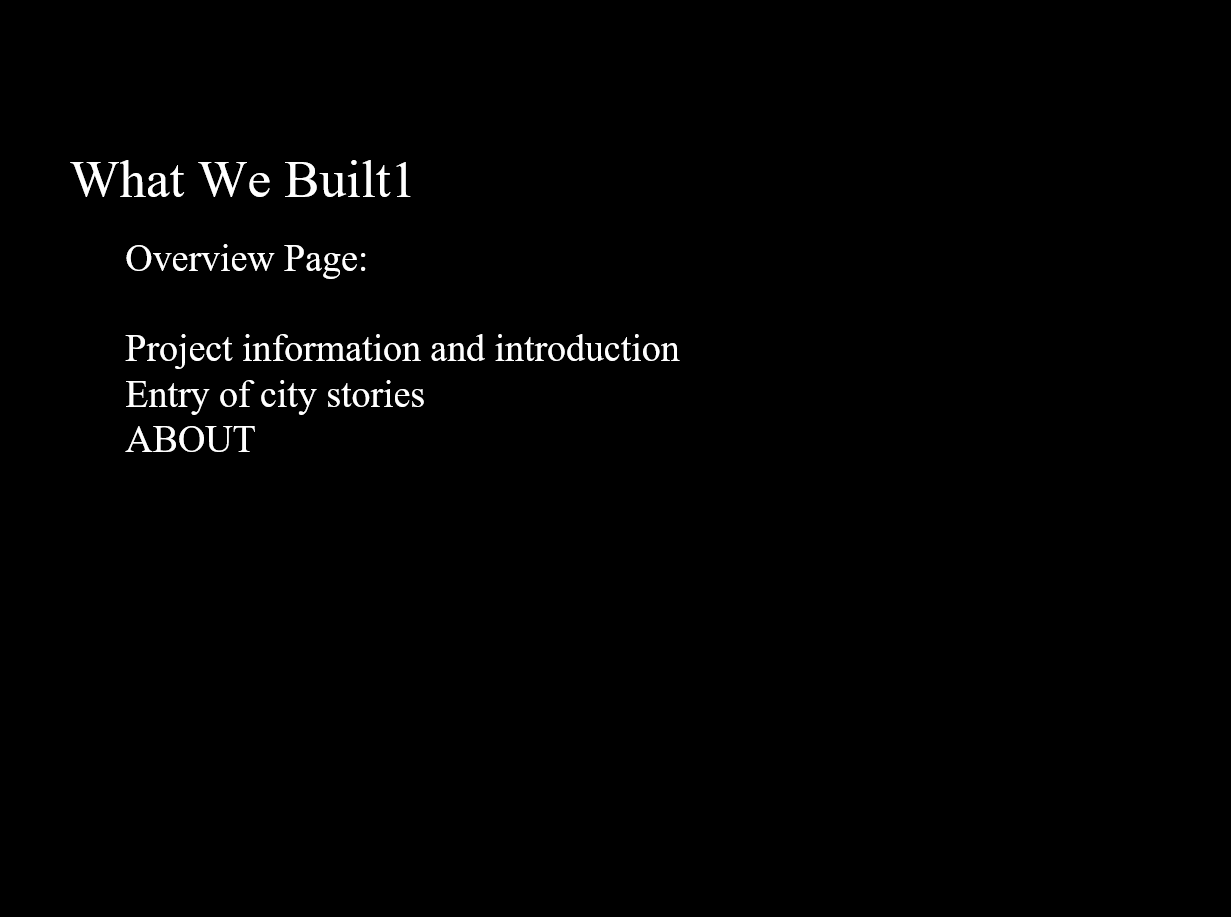 What We Built1
Overview Page:
Project information and introduction
Entry of city stories
ABOUT